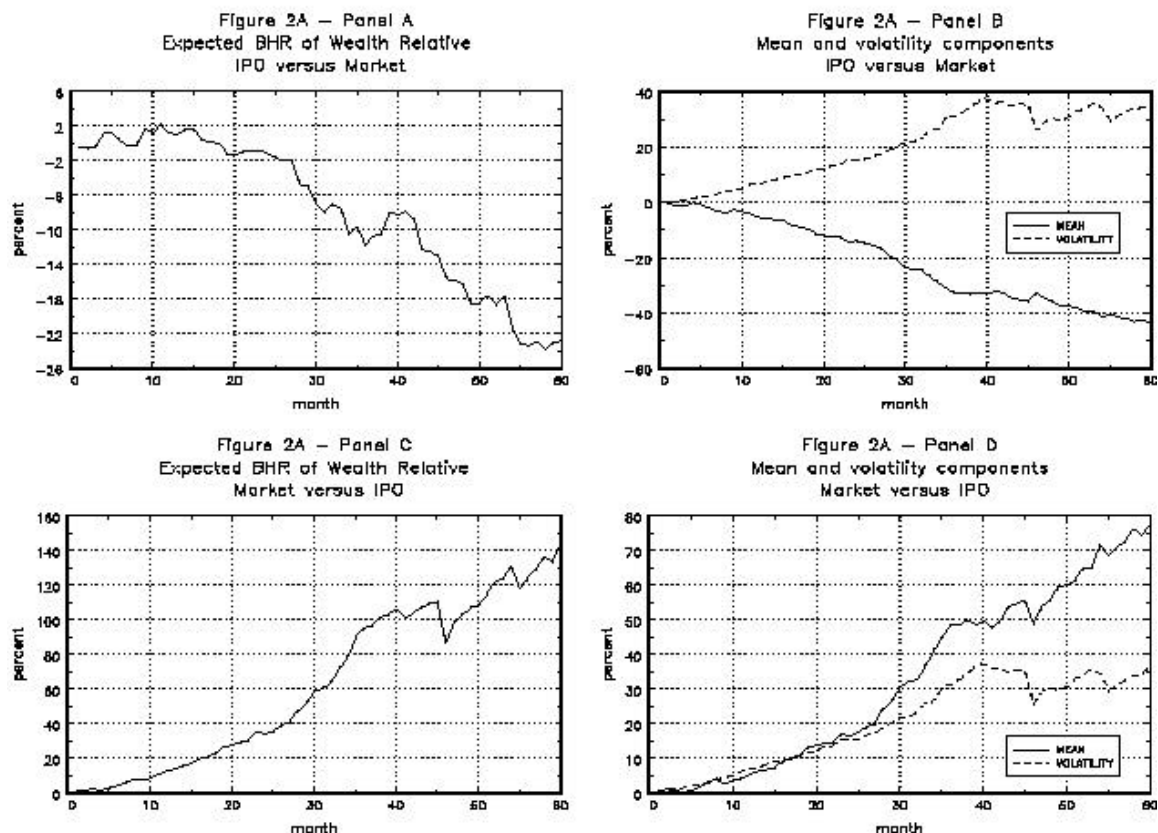 Figure 2A – Panel A
Expected BHR of Wealth Relative
IPO versus Market
6
2
−2
−6
−10
−14
−18
−22
−26
percent
0 10 20 30 40 50 60
month
Figure 2A – Panel B
Mean and volatility components
IPO versus Market
40
20
0
−20
−40
−60
percent
MEAN
VOLATILITY
0 10 20 30 40 50 60
month
Figure 2A – Panel C
Expected BHR of Wealth Relative
Market versus IPO
160
140
120
100
80
60
40
20
0
percent
0 10 20 30 40 50 60
month
Figure 2A – Panel D
Mean and volatility components
Market versus IPO
80
70
60
50
40
30
20
10
0
percent
MEAN
VOLATILITY
0 10 20 30 40 50 60
month